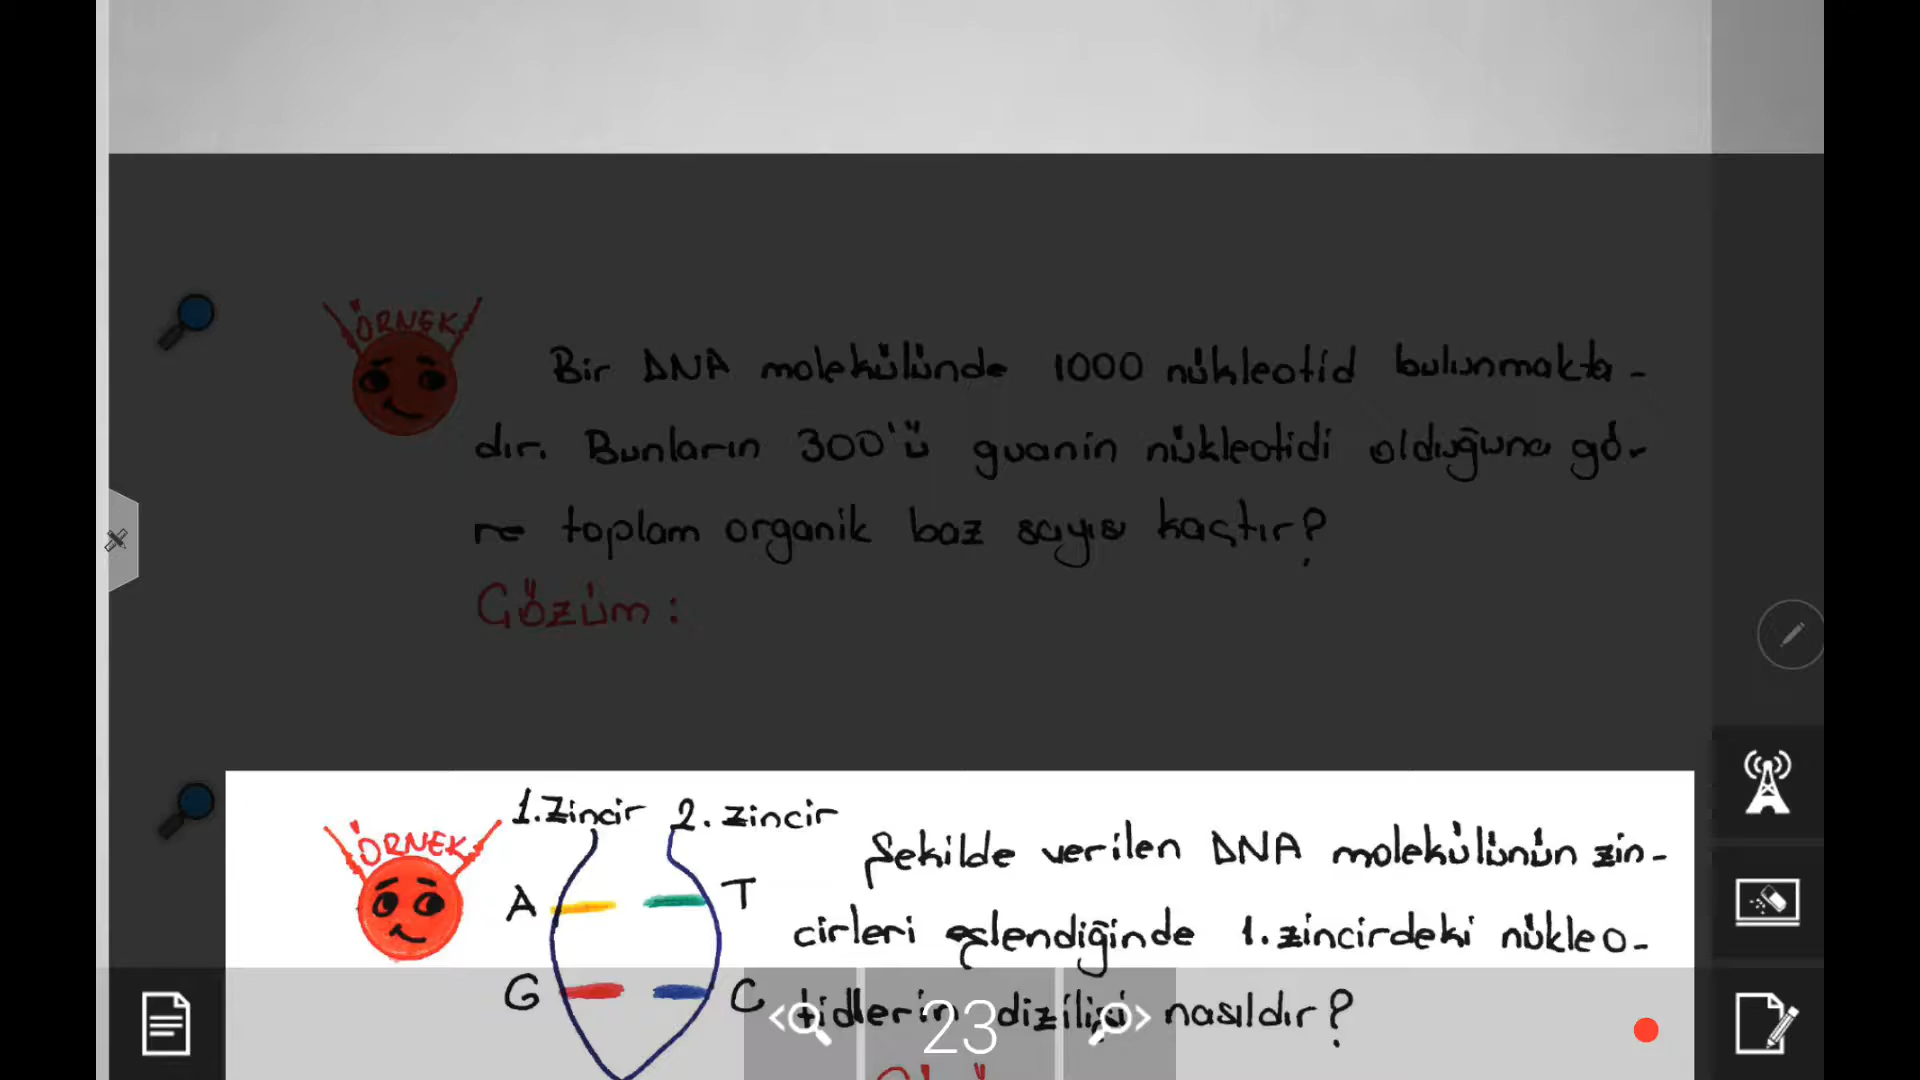 ÖRNEK
Bir DNA molekülünde 1000 nükleotid bulunmakta-
dır. Bunların 300'ü guanin nükleotidi olduğuna gö-
re toplam organik baz sayısı kaçtır?
Çözüm:
1.Zincir 2.zincir
ÖRNEK
Şekilde verilen DNA molekülünün zin-
A T
cirleri eşlendiğinde 1.zincirdeki nükleo-
G C
tidlerin dizilişi nasıldır?
23